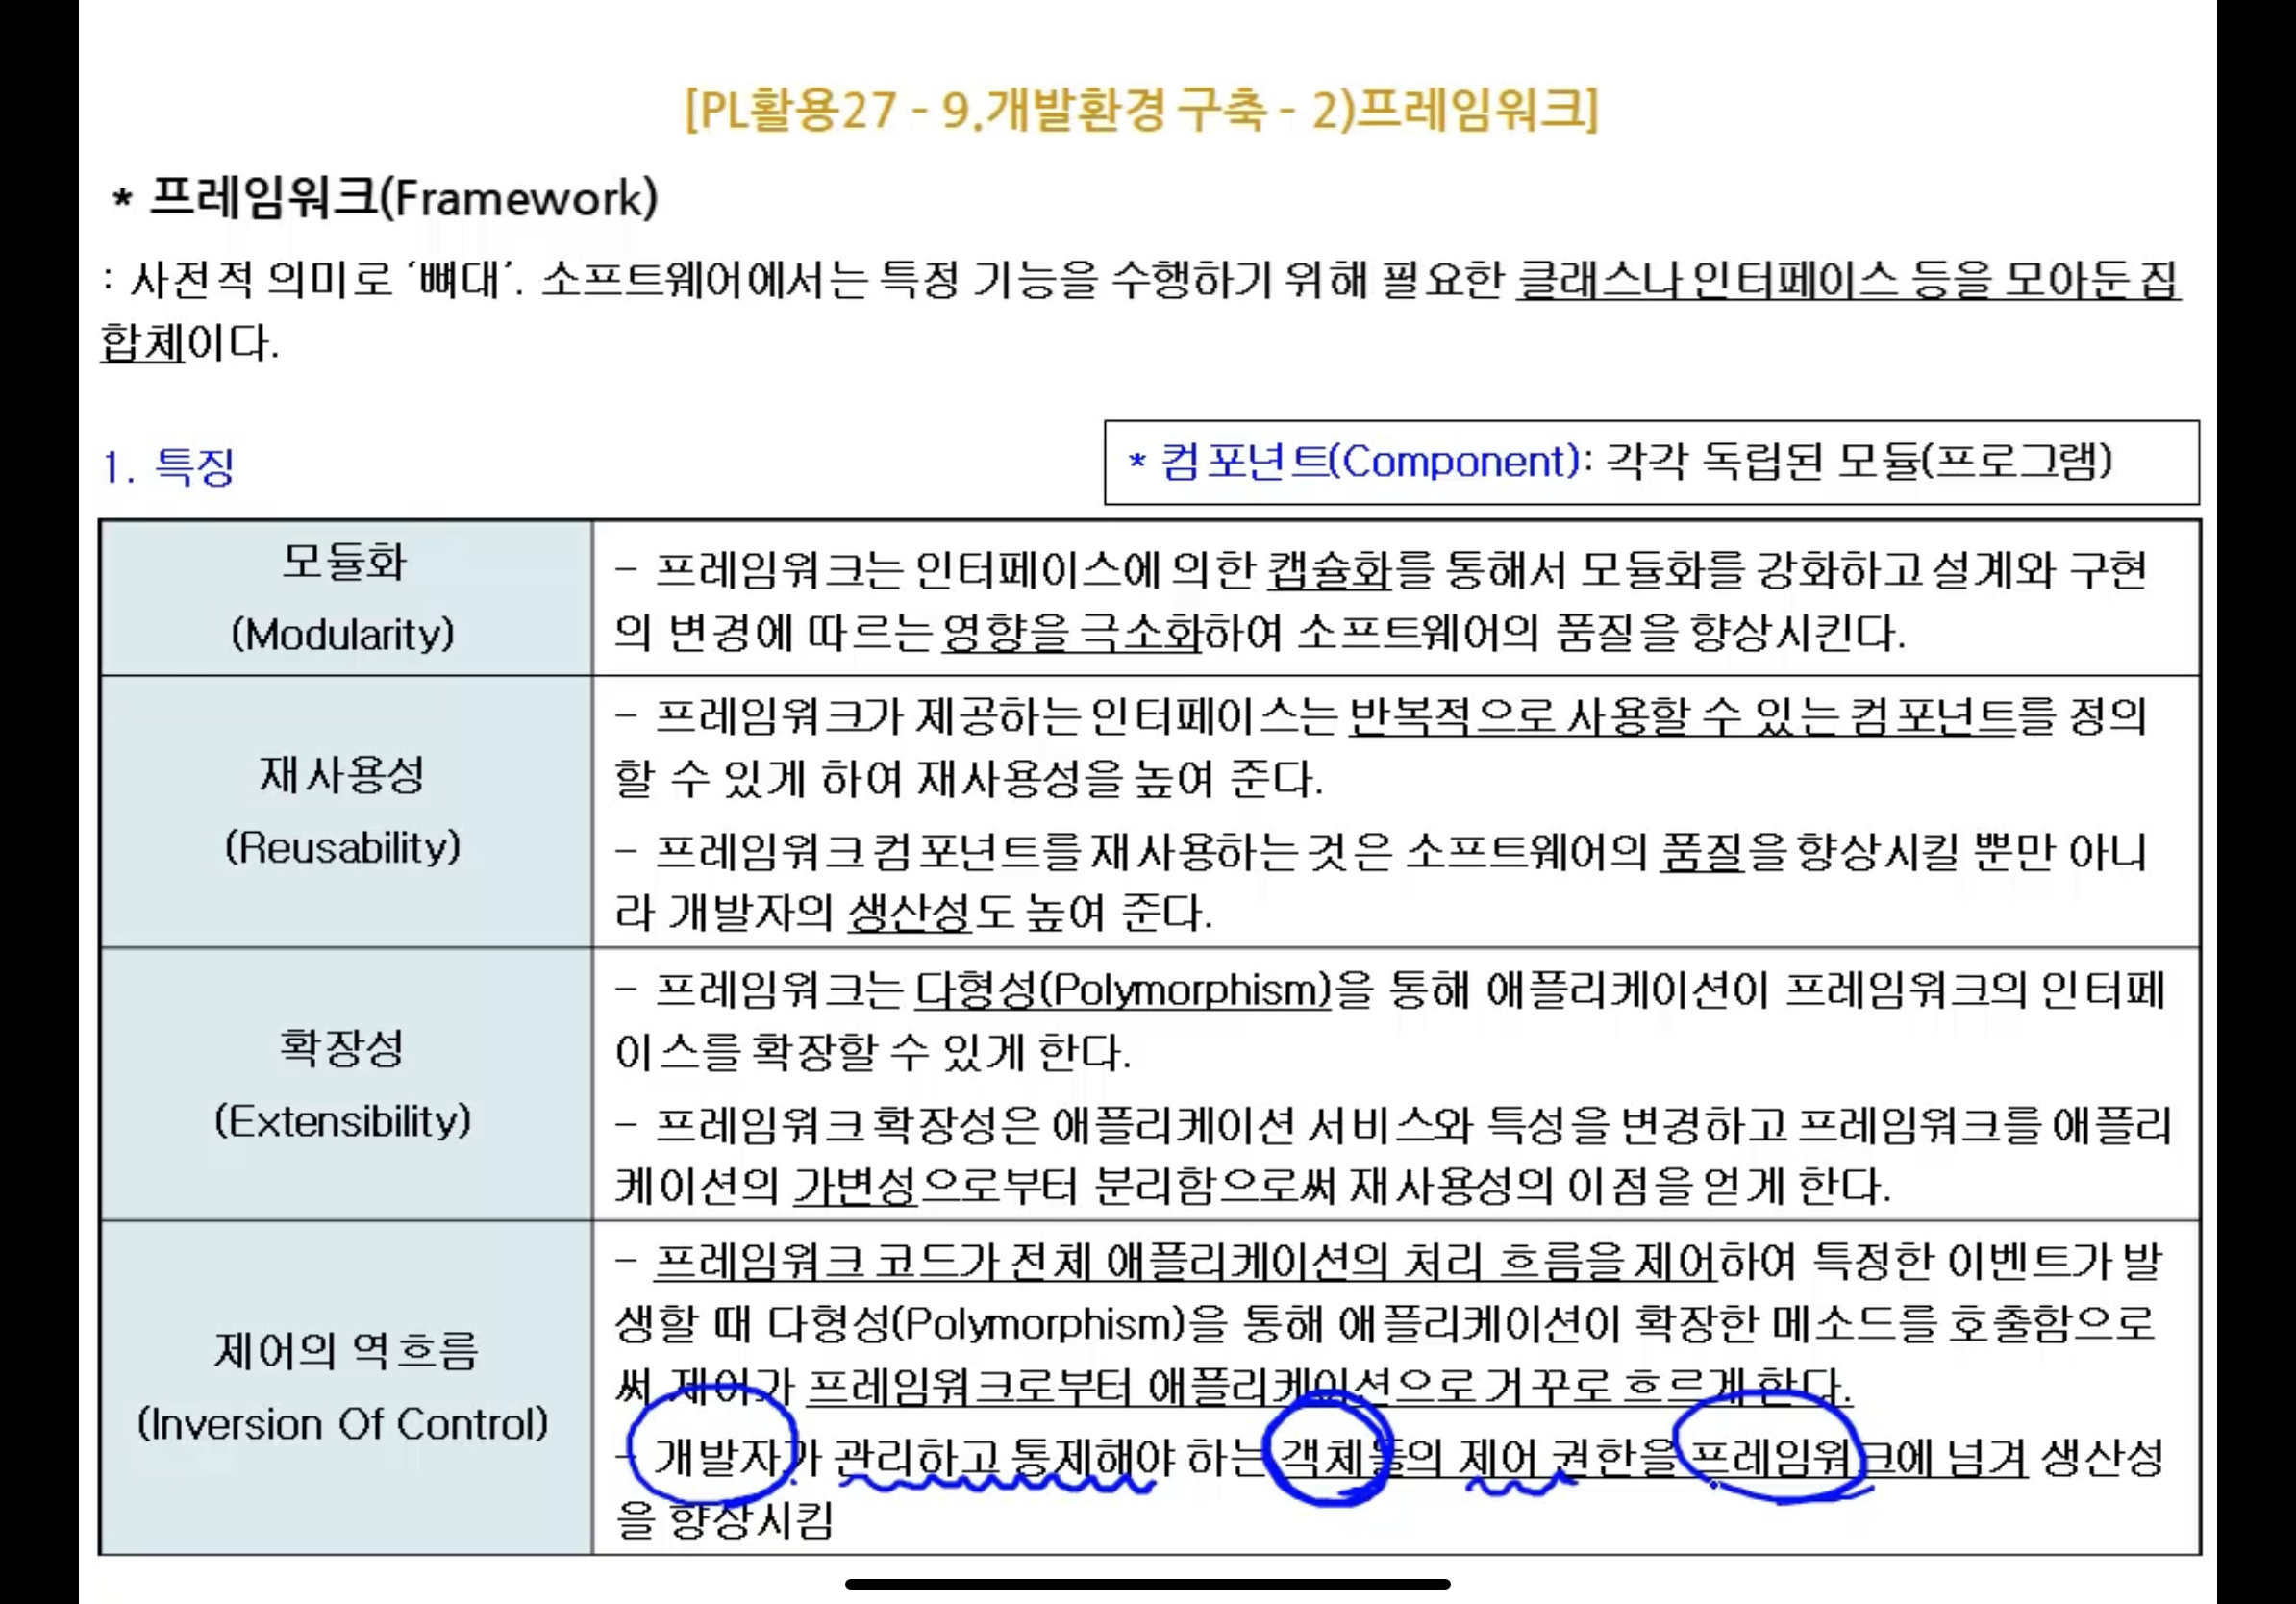 [PL활용27 - 9.개발환경 구축 - 2)프레임워크]
* 프레임워크(Framework)
: 사전적 의미로 ‘뼈대’. 소프트웨어에서는 특정 기능을 수행하기 위해 필요한 클래스나 인터페이스 등을 모아둔 집
합체이다.
1. 특징
* 컴포넌트(Component): 각각 독립된 모듈(프로그램)
모듈화
(Modularity)
- 프레임워크는 인터페이스에 의한 캡슐화를 통해서 모듈화를 강화하고 설계와 구현
의 변경에 따르는 영향을 극소화하여 소프트웨어의 품질을 향상시킨다.
재사용성
(Reusability)
- 프레임워크가 제공하는 인터페이스는 반복적으로 사용할 수 있는 컴포넌트를 정의
할 수 있게 하여 재사용성을 높여 준다.
- 프레임워크 컴포넌트를 재사용하는 것은 소프트웨어의 품질을 향상시킬 뿐만 아니
라 개발자의 생산성도 높여 준다.
확장성
(Extensibility)
- 프레임워크는 다형성(Polymorphism)을 통해 애플리케이션이 프레임워크의 인터페
이스를 확장할 수 있게 한다.
- 프레임워크 확장성은 애플리케이션 서비스와 특성을 변경하고 프레임워크를 애플리
케이션의 가변성으로부터 분리함으로써 재사용성의 이점을 얻게 한다.
제어의 역흐름
(Inversion Of Control)
- 프레임워크 코드가 전체 애플리케이션의 처리 흐름을 제어하여 특정한 이벤트가 발
생할 때 다형성(Polymorphism)을 통해 애플리케이션이 확장한 메소드를 호출함으로
써 제어가 프레임워크로부터 애플리케이션으로 거꾸로 흐르게 한다.
- 개발자가 관리하고 통제해야 하는 객체들의 제어 권한을 프레임워크에 넘겨 생산성
을 향상시킴